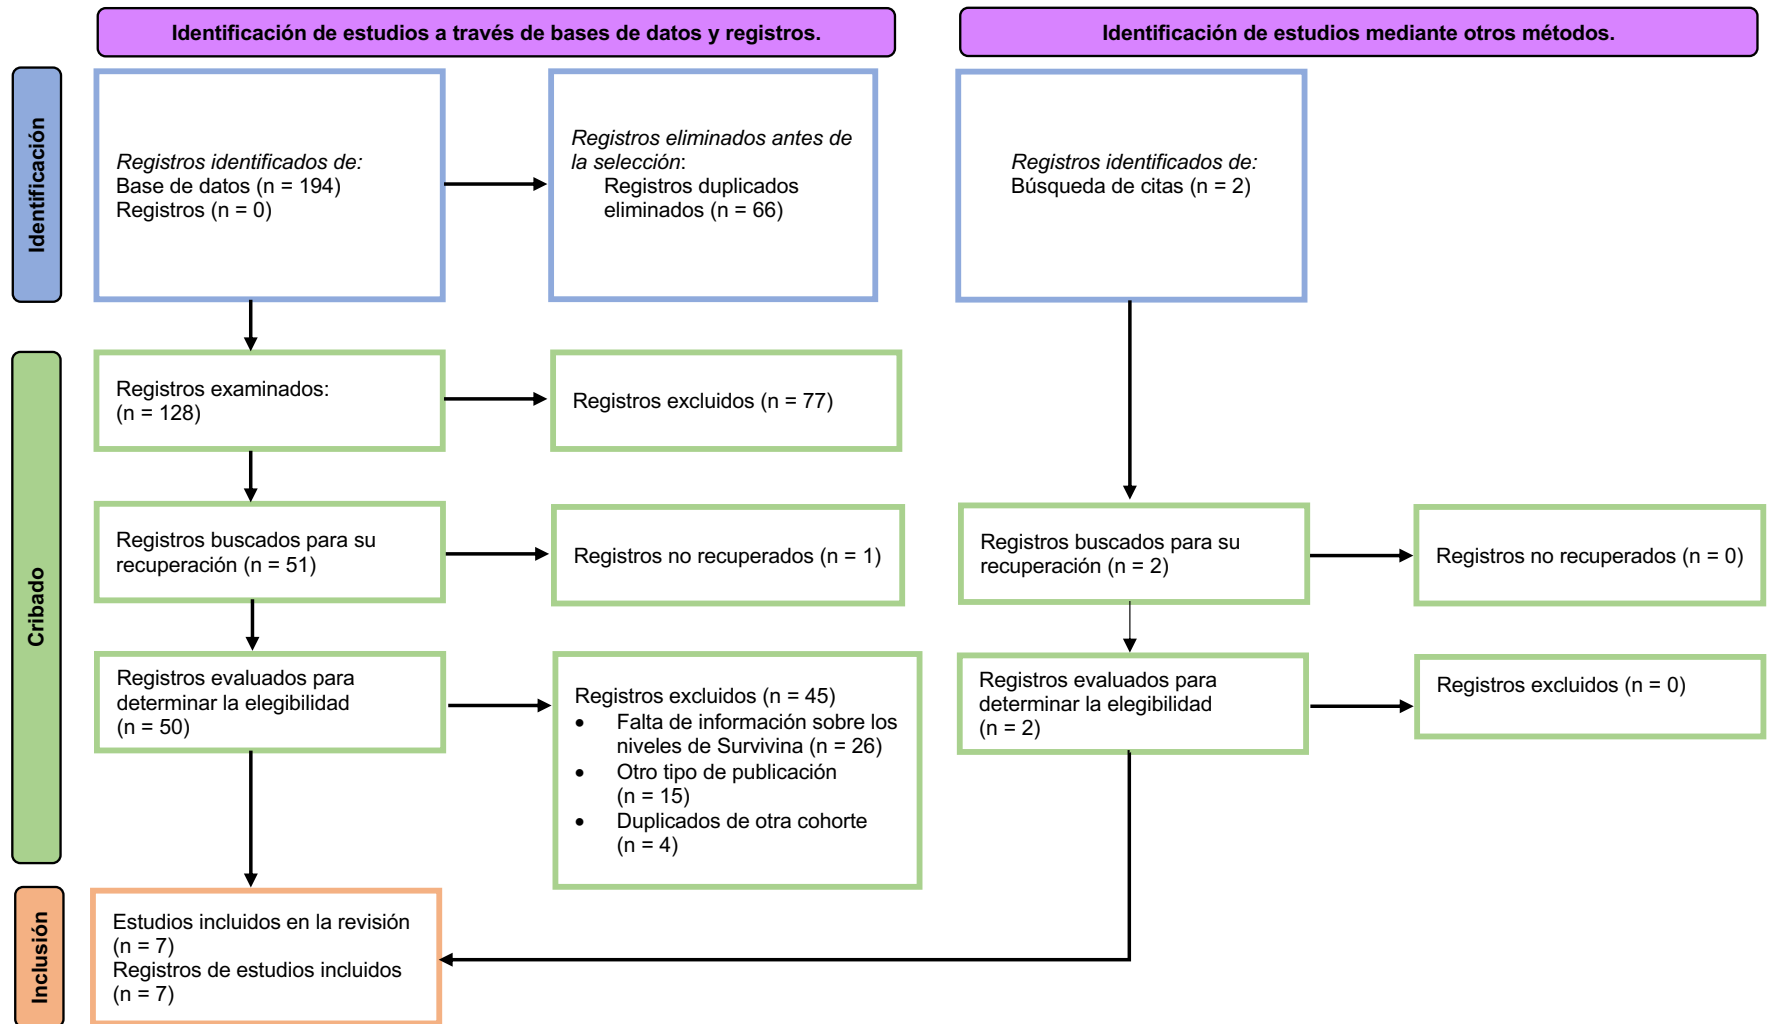 Identificación de estudios a través de bases de datos y registros.
Identificación de estudios mediante otros métodos.
Identificación
Registros identificados de:
Base de datos (n = 194)
Registros (n = 0)
Registros eliminados antes de
la selección:
Registros duplicados
eliminados (n = 66)
Registros identificados de:
Búsqueda de citas (n = 2)
Cribado
Registros examinados:
(n = 128)
Registros excluidos (n = 77)
Registros buscados para su
recuperación (n = 51)
Registros no recuperados (n = 1)
Registros buscados para su
recuperación (n = 2)
Registros no recuperados (n = 0)
Registros evaluados para
determinar la elegibilidad
(n = 50)
Registros excluidos (n = 45)
• Falta de información sobre los
niveles de Survivina (n = 26)
• Otro tipo de publicación
(n = 15)
• Duplicados de otra cohorte
(n = 4)
Registros evaluados para
determinar la elegibilidad
(n = 2)
Registros excluidos (n = 0)
Inclusión
Estudios incluidos en la revisión
(n = 7)
Registros de estudios incluidos
(n = 7)